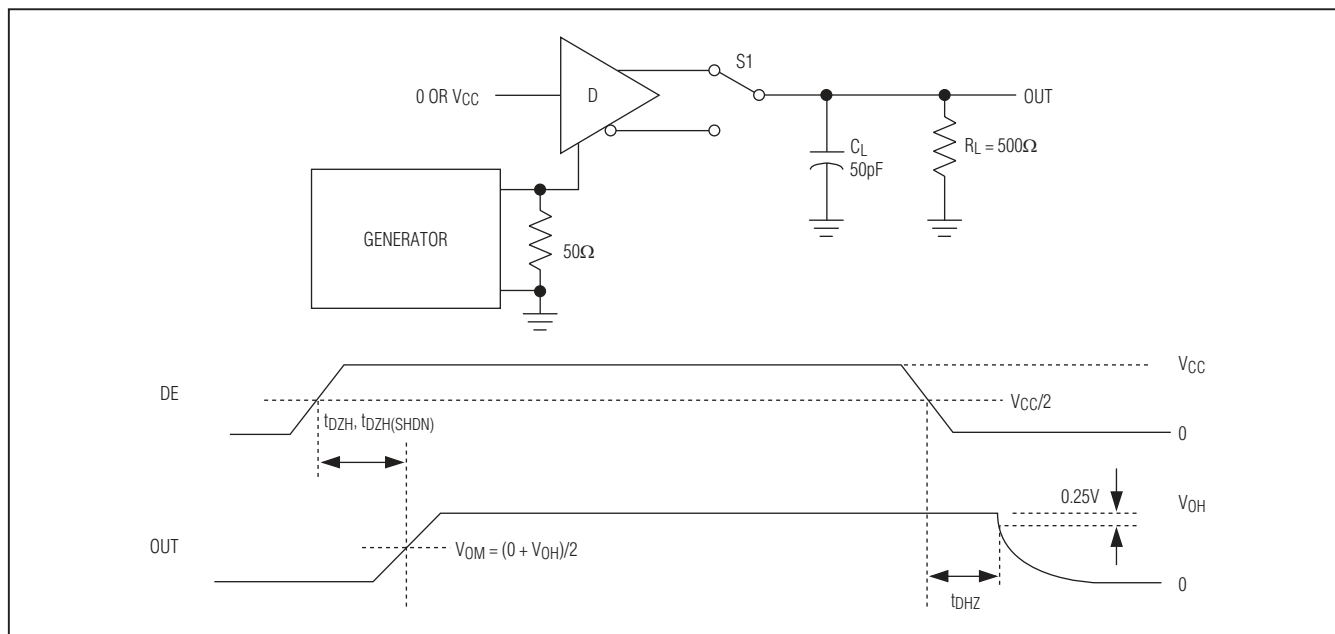 S1
0 OR VCC
D
OUT
CL
50pF
RL = 500Ω
GENERATOR
50Ω
DE
VCC
VCC/2
0
tDZH, tDZH(SHDN)
0.25V
VOH
OUT
VOM = (0 + VOH)/2
0
tDHZ